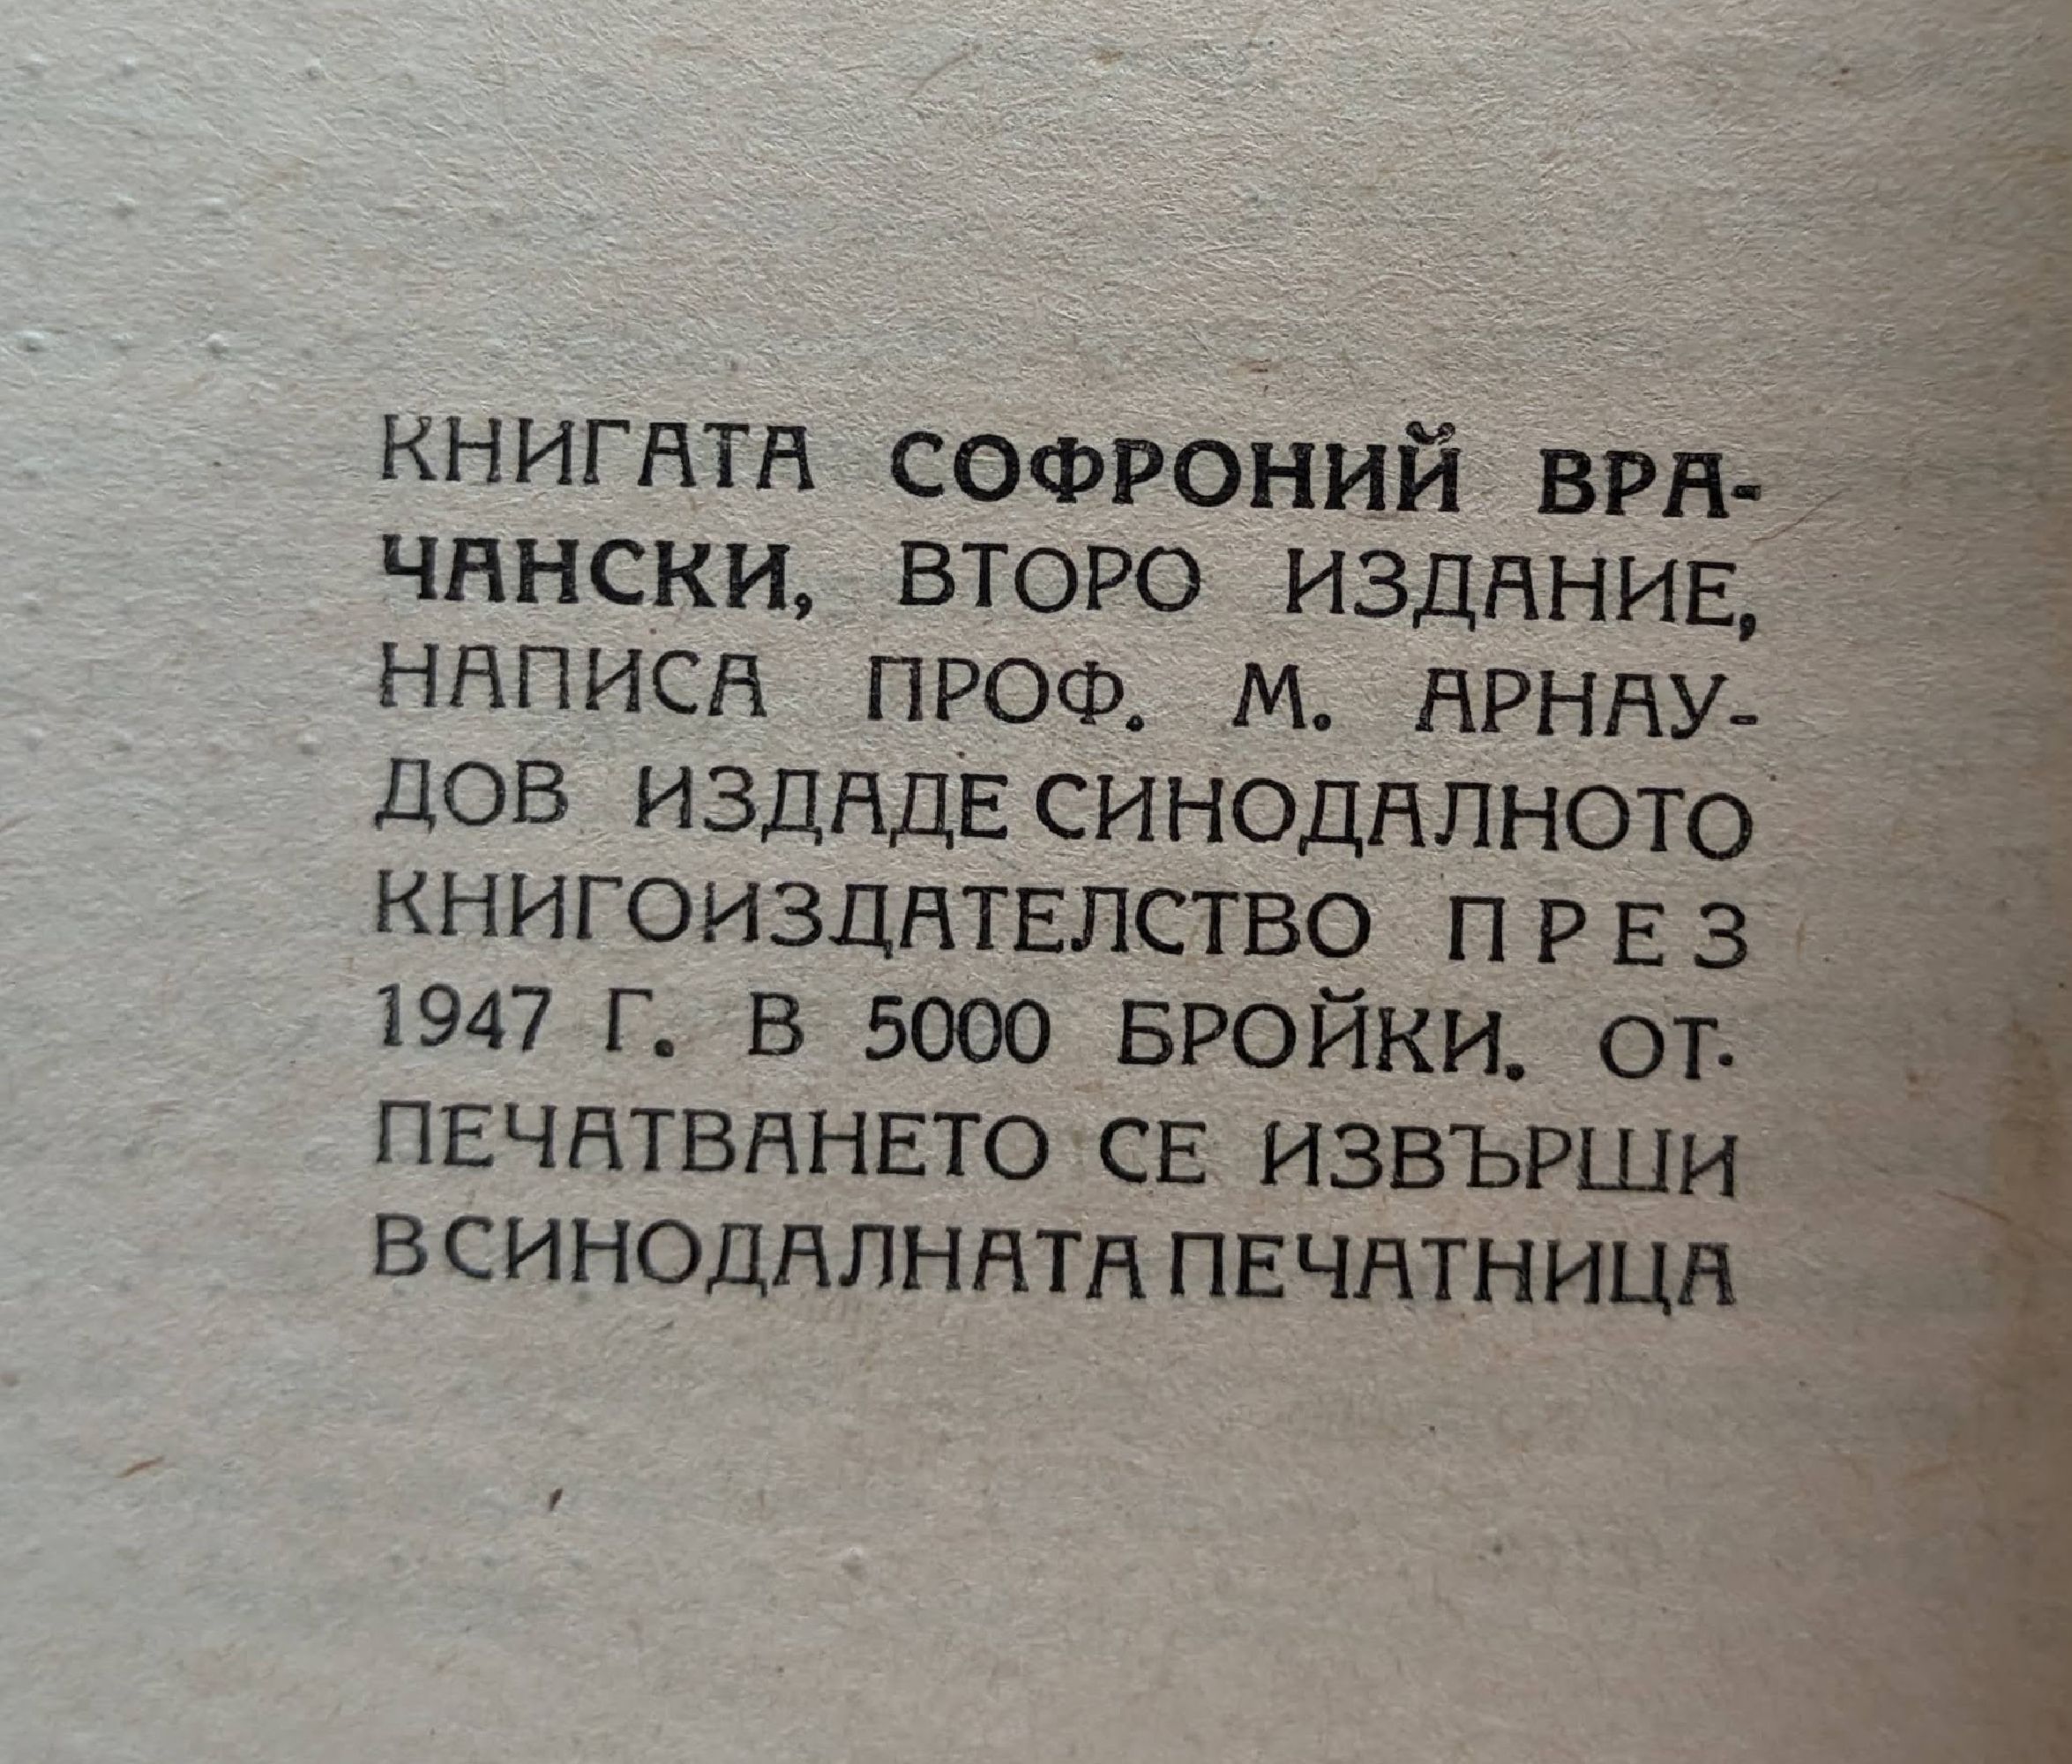 КНИГАТА СОФРОНИЙ ВРА-
ЧАНСКИ, ВТОРО ИЗДАНИЕ,
НАПИСА ПРОФ. М. АРНАУ-
ДОВ ИЗДАДЕ СИНОДАЛНОТО
КНИГОИЗДАТЕЛСТВО ПРЕЗ
1947 Г. В 5000 БРОЙКИ. ОТ-
ПЕЧАТВАНЕТО СЕ ИЗВЪРШИ
В СИНОДАЛНАТА ПЕЧАТНИЦА